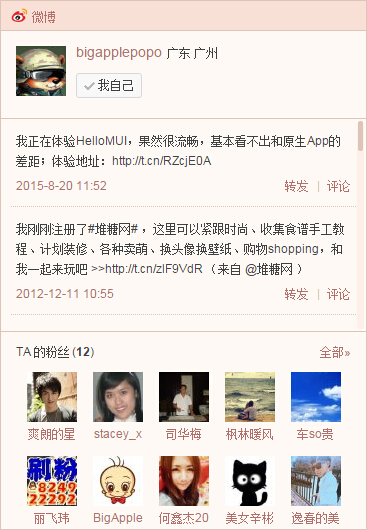 微博
bigapplepopo 广东 广州
我自己
我正在体验HelloMUI，果然很流畅，基本看不出和原生App的
差距；体验地址：http://t.cn/RZcjE0A
2015-8-20 11:52 转发 | 评论
我刚刚注册了#堆糖网#，这里可以紧跟时尚、收集食谱手工教
程、计划装修、各种卖萌、换头像换壁纸、购物shopping，和
我一起来玩吧 >>http://t.cn/zlF9VdR （来自 @堆糖网 ）
2012-12-11 10:55 转发 | 评论
TA 的粉丝 (12) 全部»
爽朗的星 stacey_x 司华梅 枫林暖风 车so贵
刷粉
8249
22292
丽飞玮 BigApple 何鑫杰20 美女辛彬 逸春的美